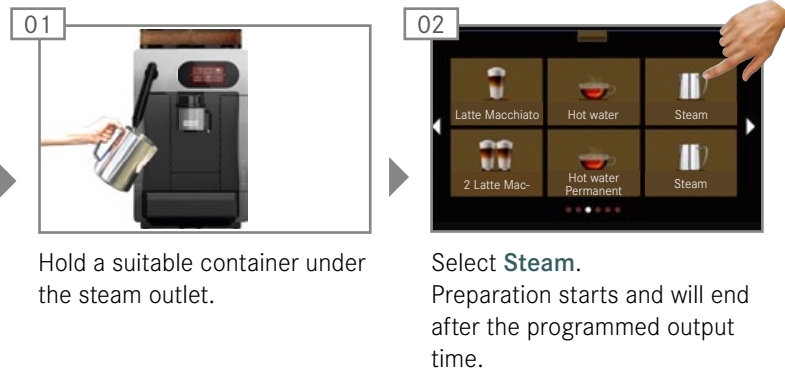 01
Hold a suitable container under
the steam outlet.
02
Latte Macchiato
Hot water
Steam
2 Latte Mac-
Hot water
Permanent
Steam
Select Steam.
Preparation starts and will end
after the programmed output
time.